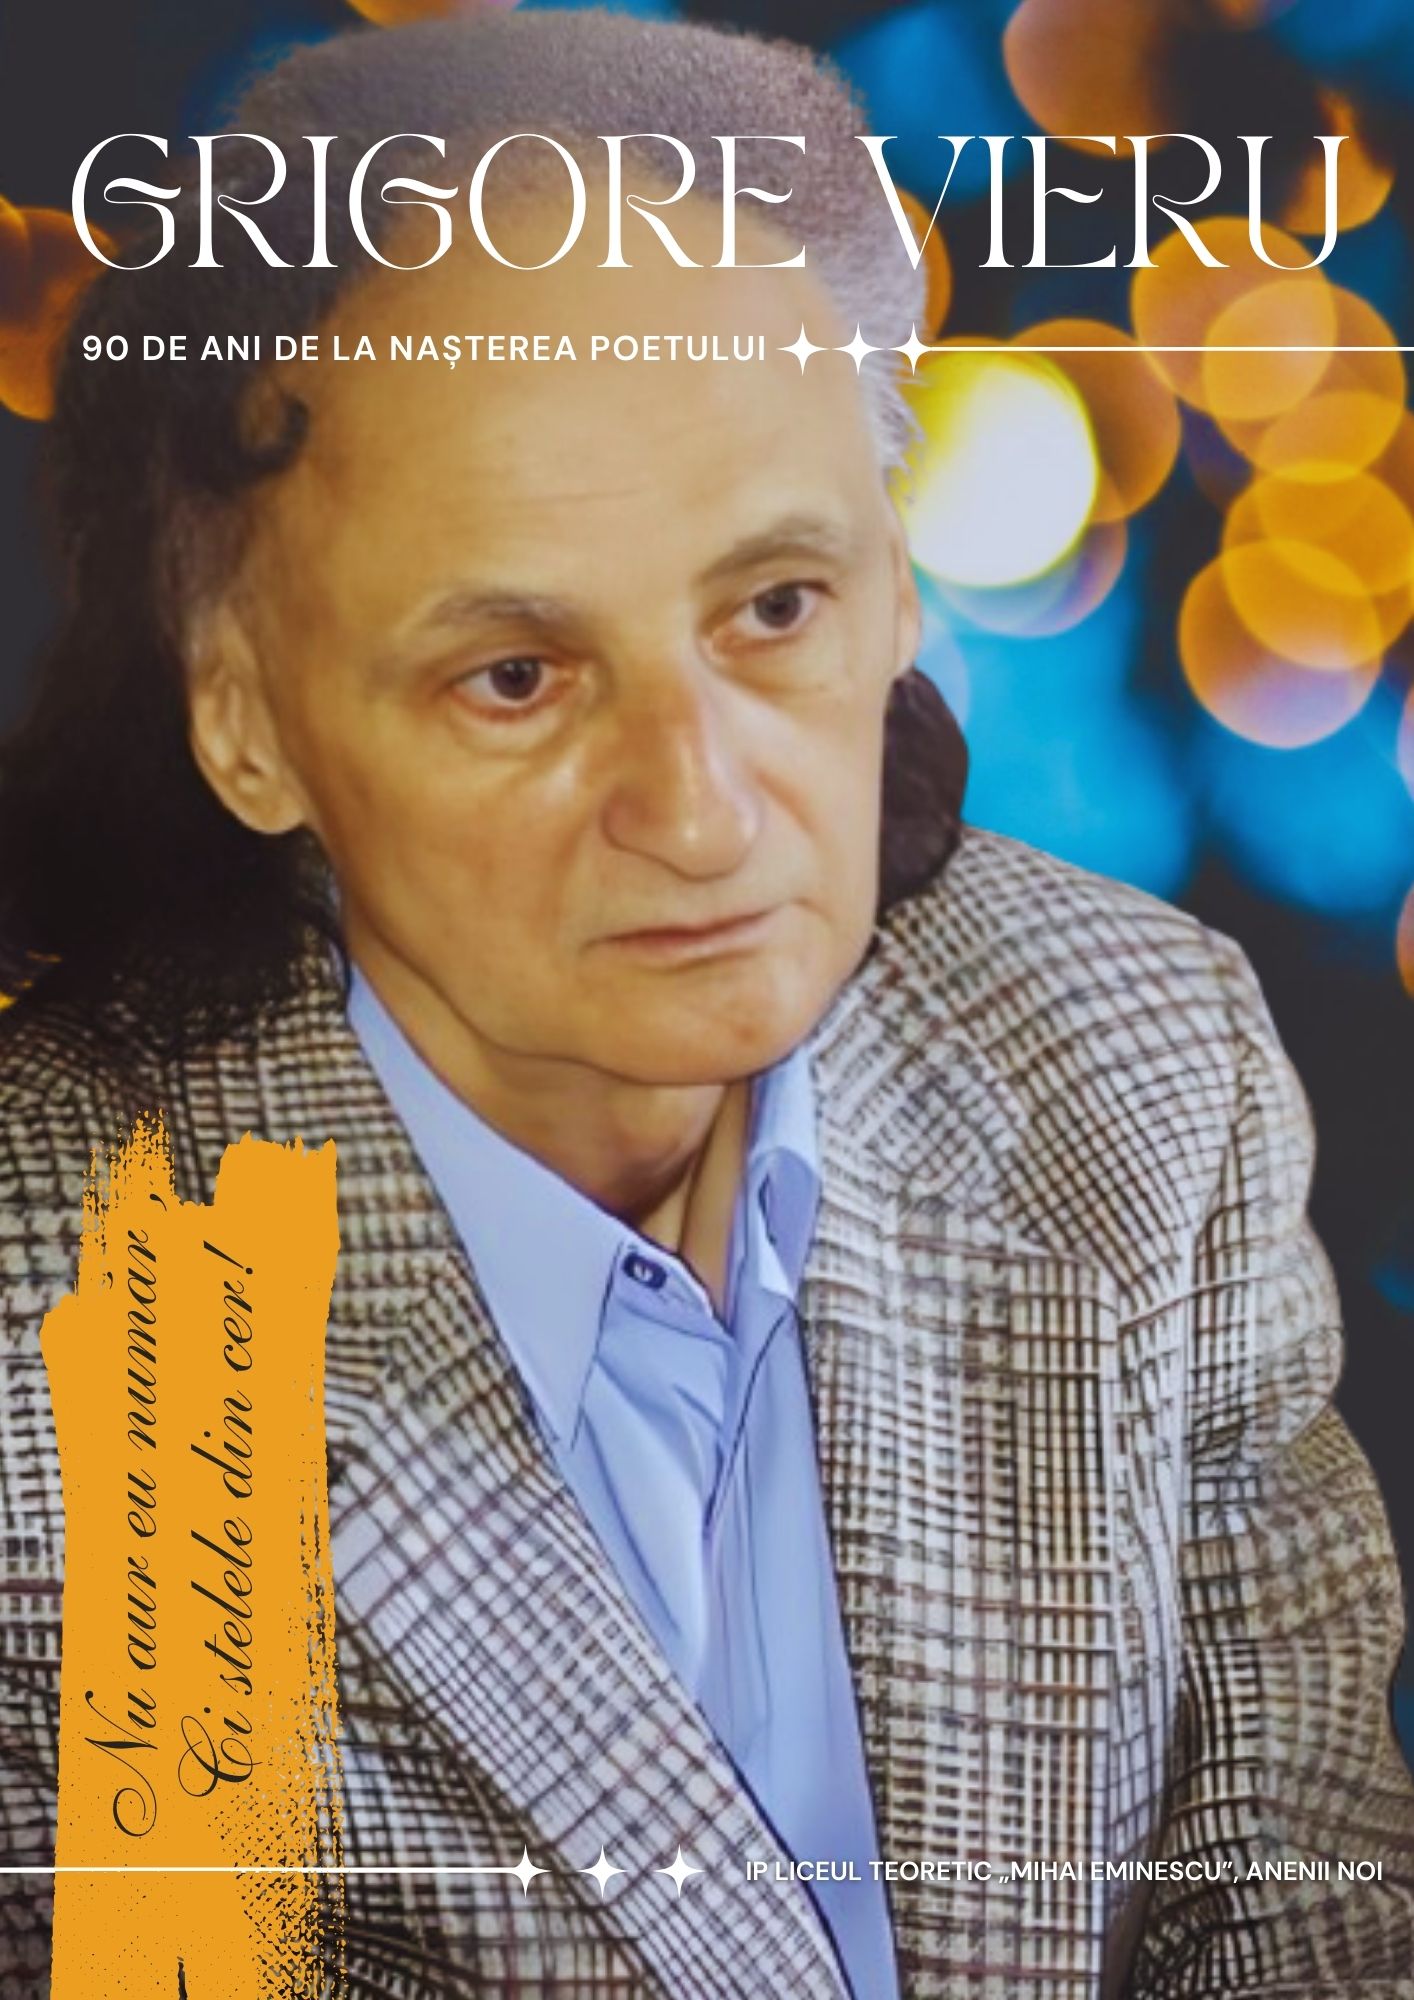 GRIGORE VIERU
90 DE ANI DE LA NAȘTEREA POETULUI
Nu aur eu număr ,
Ci stelele din cer!
IP LICEUL TEORETIC „MIHAI EMINESCU”, ANENII NOI